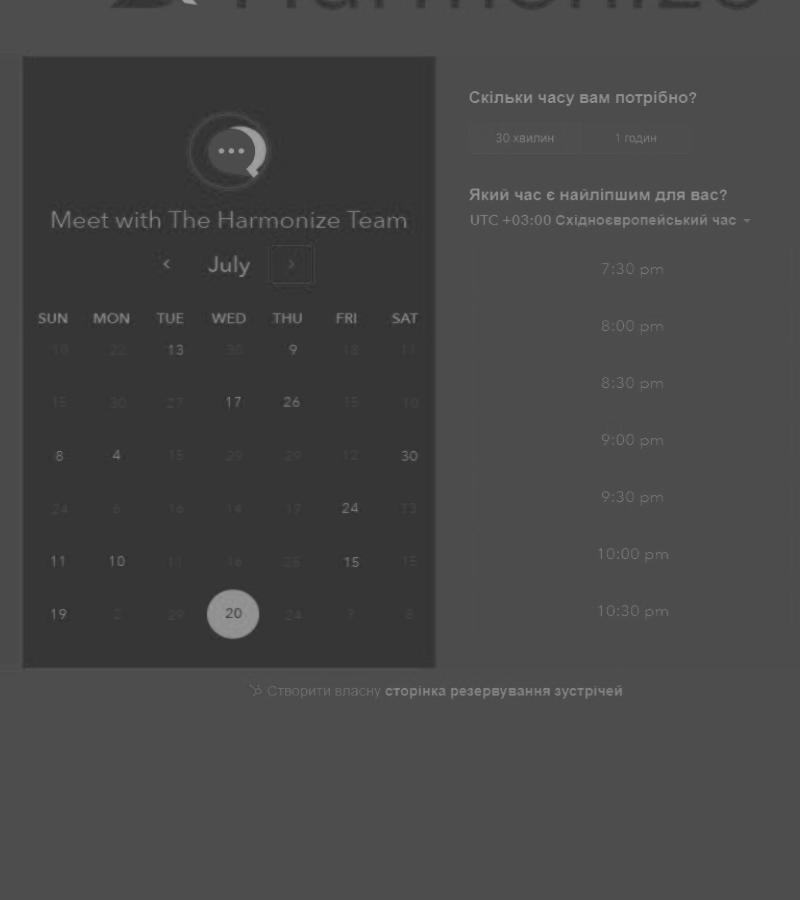 Harmonize
Meet with The Harmonize Team
July
SUN MON TUE WED THU FRI SAT
10 22 13 30 9 18 11
15 30 27 17 26 15 10
8 4 15 29 29 12 30
24 6 16 14 17 24 13
11 10 11 16 25 15 15
19 2 29 20 24 7 8
Скільки часу вам потрібно?
30 хвилин 1 годин
Який час є найліпшим для вас?
UTC +03:00 Східноєвропейський час
7:30 pm
8:00 pm
8:30 pm
9:00 pm
9:30 pm
10:00 pm
10:30 pm
Створити власну сторінка резервування зустрічей